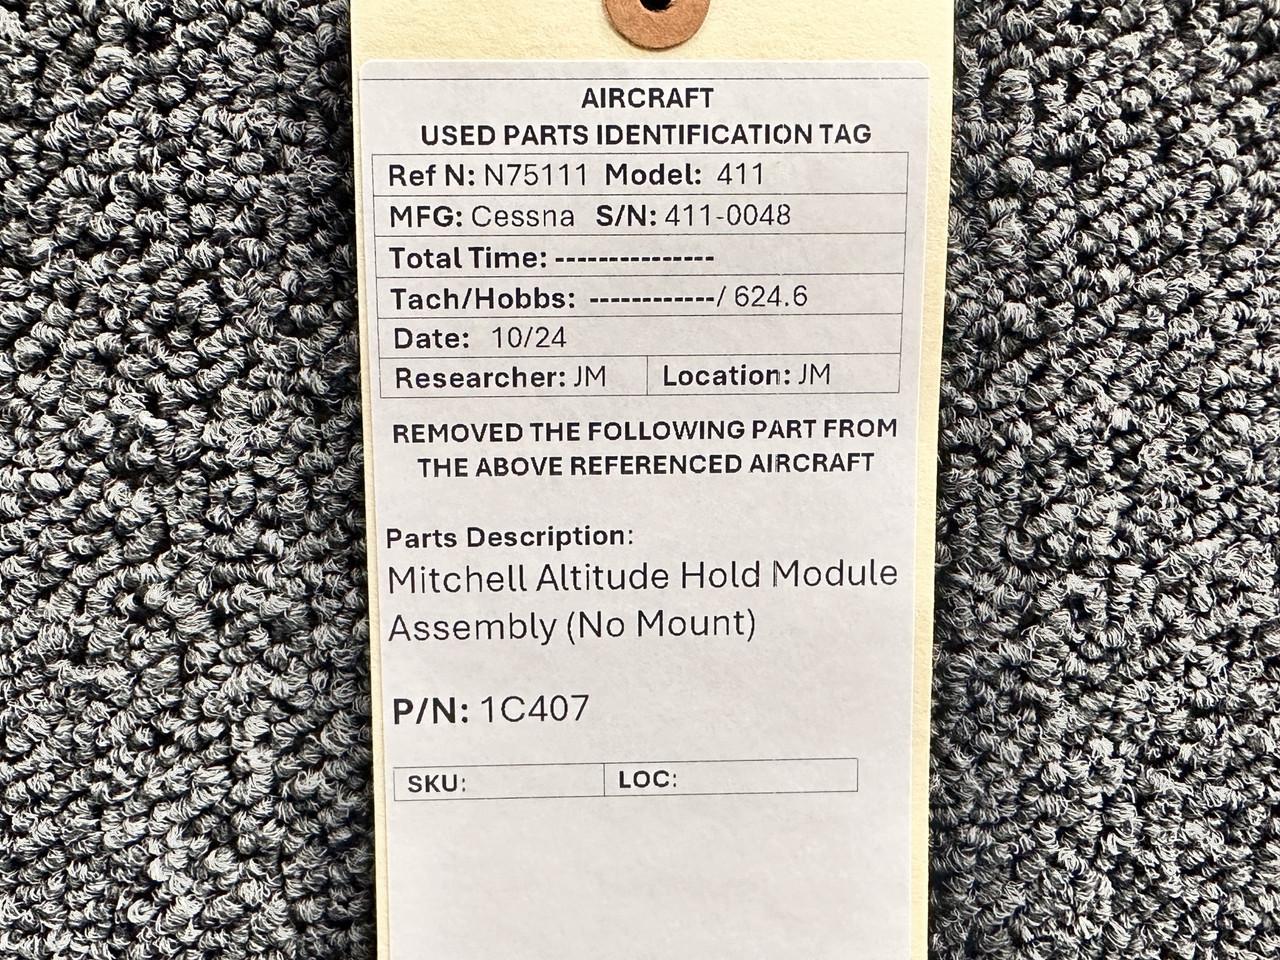 AIRCRAFT
USED PARTS IDENTIFICATION TAG
Ref N: N75111 Model: 411
MFG: Cessna S/N: 411-0048
Total Time: ---------------
Tach/Hobbs: ------------/ 624.6
Date: 10/24
Researcher: JM Location: JM
REMOVED THE FOLLOWING PART FROM
THE ABOVE REFERENCED AIRCRAFT
Parts Description:
Mitchell Altitude Hold Module
Assembly (No Mount)
P/N: 1C407
SKU: LOC: